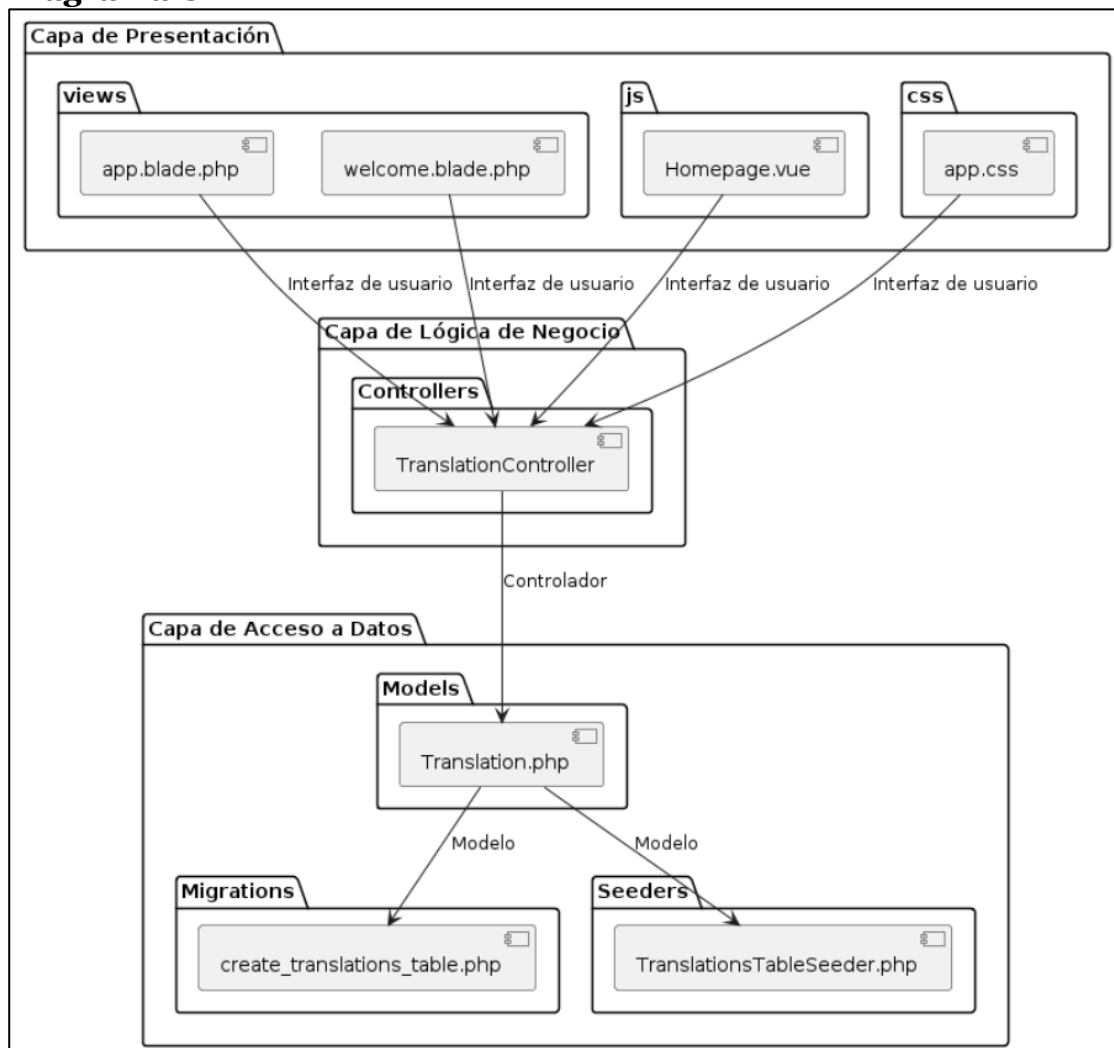 Capa de Presentación
views
js
css
app.blade.php
welcome.blade.php
Homepage.vue
app.css
Interfaz de usuario
Interfaz de usuario
Interfaz de usuario
Interfaz de usuario
Capa de Lógica de Negocio
Controllers
TranslationController
Controlador
Capa de Acceso a Datos
Models
Translation.php
Modelo
Modelo
Migrations
Seeders
create_translations_table.php
TranslationsTableSeeder.php